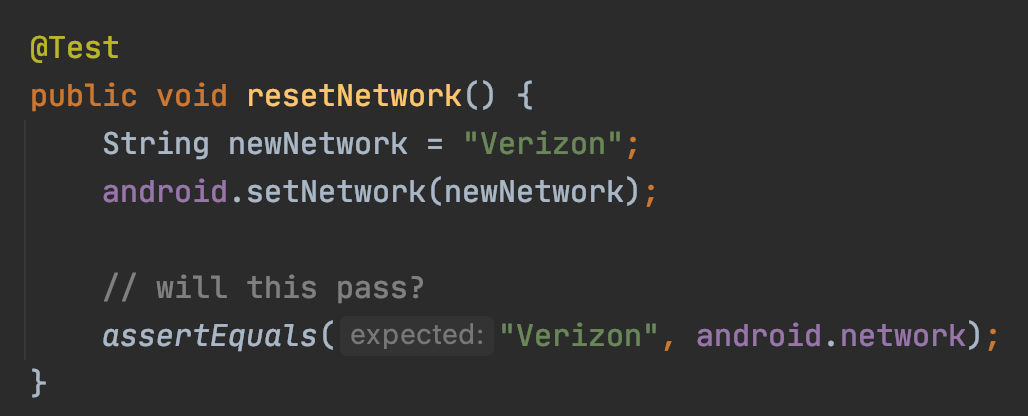 @Test
public void resetNetwork() {
    String newNetwork = "Verizon";
    android.setNetwork(newNetwork);

    // will this pass?
    assertEquals( expected: "Verizon", android.network);
}